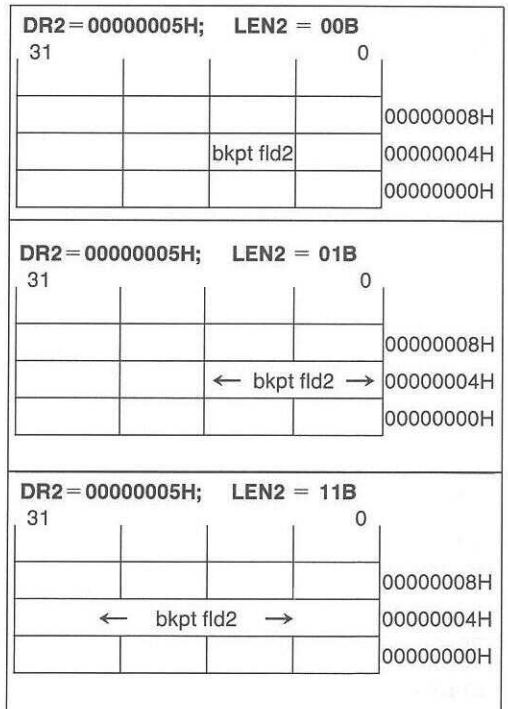 DR2=00000005H; LEN2 = 00B
31 0
00000008H
bkpt fld2 00000004H
00000000H
DR2=00000005H; LEN2 = 01B
31 0
00000008H
← bkpt fld2 → 00000004H
00000000H
DR2=00000005H; LEN2 = 11B
31 0
00000008H
← bkpt fld2 → 00000004H
00000000H